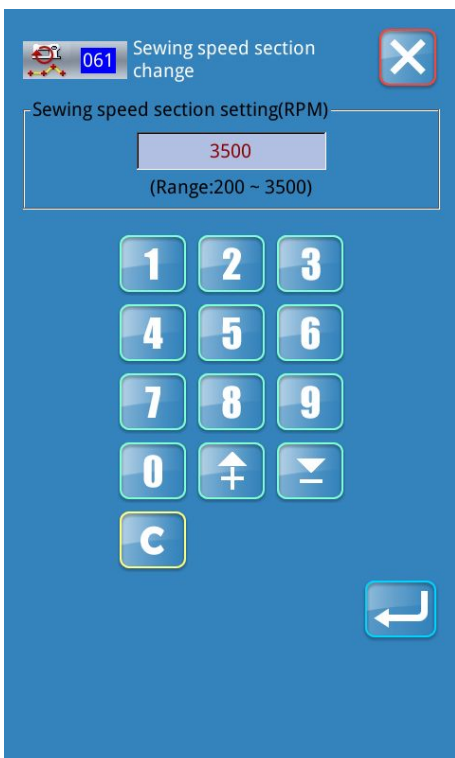 061 Sewing speed section
change
Sewing speed section setting(RPM)
3500
(Range:200 ~ 3500)
1 2 3
4 5 6
7 8 9
0 + −
C